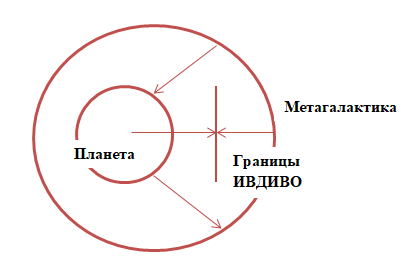 Метагалактика
Планета
Границы
ИВДИВО